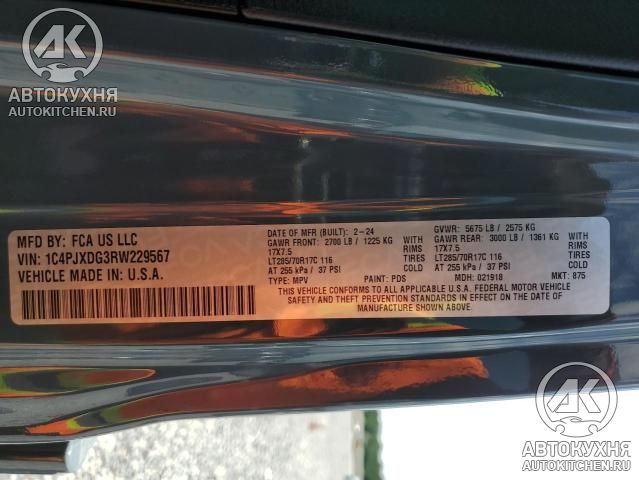 AK
АВТОКУХНЯ
AUTOKITCHEN.RU
MFD BY: FCA US LLC
VIN: 1C4PJXDG3RW229567
VEHICLE MADE IN U.S.A.
DATE OF MFR (BUILT): 2-24
GAWR FRONT: 2700 LB / 1225 KG
17X7.5 RIMS
LT285/70R17C 116 TIRES
AT 255 kPa / 37 PSI COLD
GVWR: 5675 LB / 2575 KG
GAWR REAR: 3000 LB / 1361 KG
17X7.5 RIMS
LT285/70R17C 116 TIRES
AT 255 kPa / 37 PSI COLD
TYPE: MPV PAINT: PDS MDH: 021918 MKT: 875
THIS VEHICLE CONFORMS TO ALL APPLICABLE U.S.A. FEDERAL MOTOR VEHICLE
SAFETY AND THEFT PREVENTION STANDARDS IN EFFECT ON THE DATE OF
MANUFACTURE SHOWN ABOVE.
AK
АВТОКУХНЯ
AUTOKITCHEN.RU